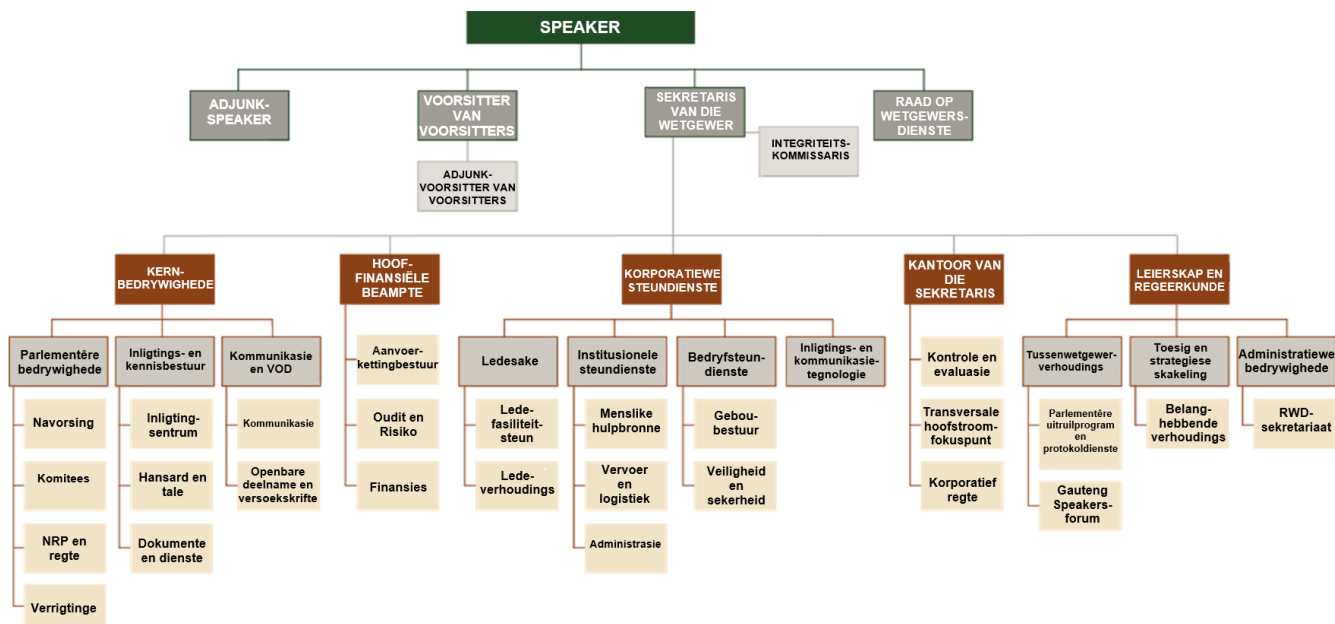 SPEAKER
ADJUNK-
SPEAKER
VOORSITTER
VAN
VOORSITTERS
SEKRETARIS
VAN DIE
WETGEWER
RAAD OP
WETGEWERS-
DIENSTE
INTEGRITEITS-
KOMMISSARIS
ADJUNK-
VOORSITTER VAN
VOORSITTERS
KERN-
BEDRYWIGHEDE
HOOF-
FINANSIËLE
BEAMPTE
KORPORATIEWE
STEUNDIENSTE
KANTOOR VAN
DIE
SEKRETARIS
LEIERSKAP EN
REGEERKUNDE
Parlementêre
bedrywighede
Inligtings- en
kennisbestuur
Kommunikasie
en VOD
Navorsing
Komitees
NRP en
regte
Verrigtinge
Inligting-
sentrum
Hansard en
tale
Dokumente
en dienste
Kommunikasie
Openbare
deelname en
versoekskrifte
Aanvoer-
kettingbestuur
Oudit en
Risiko
Finansies
Ledesake
Institusionele
steundienste
Bedryfsteun-
dienste
Inligtings- en
kommunikasie-
tegnologie
Lede-
fasiliteit-
steun
Lede-
verhoudings
Menslike
hulpbronne
Vervoer
en
logistiek
Administrasie
Gebou-
bestuur
Veiligheid
en
sekerheid
Kontrole en
evaluasie
Transversale
hoofstroom-
fokuspunt
Korporatief
regte
Tussenwetgewer-
verhoudings
Toesig en
strategiese
skakeling
Administratiewe
bedrywighede
Parlementêre
uitruilprogram
en
protokoldienste
Gauteng
Speakers-
forum
Belang-
hebbende
verhoudings
RWD-
sekretariaat